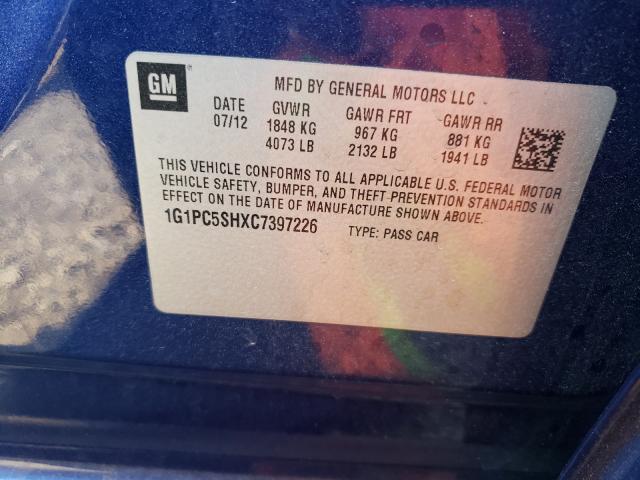 GM
MFD BY GENERAL MOTORS LLC
DATE GVWR GAWR FRT GAWR RR
07/12 1848 KG 967 KG 881 KG
4073 LB 2132 LB 1941 LB
THIS VEHICLE CONFORMS TO ALL APPLICABLE U.S. FEDERAL MOTOR
VEHICLE SAFETY, BUMPER, AND THEFT PREVENTION STANDARDS IN
EFFECT ON THE DATE OF MANUFACTURE SHOWN ABOVE.
1G1PC5SHXC7397226 TYPE: PASS CAR